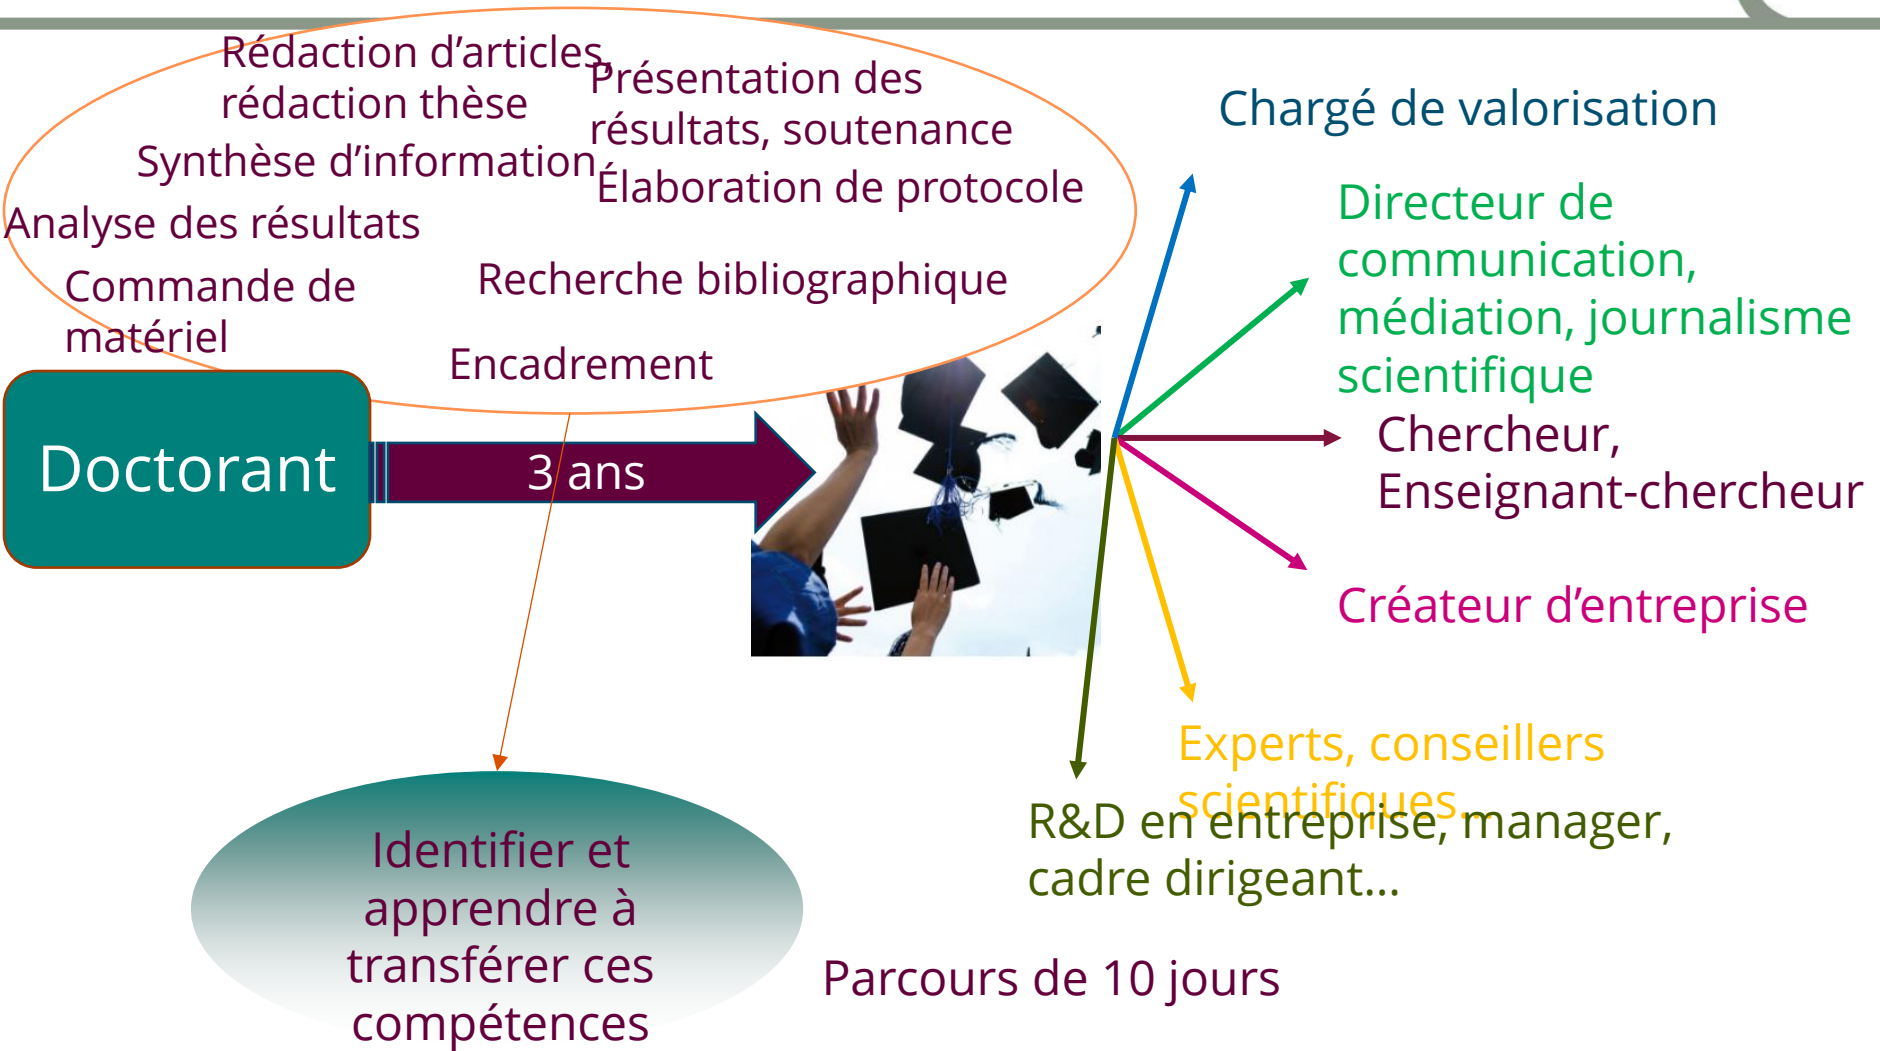 Rédaction d’articles,
rédaction thèse
Présentation des
résultats, soutenance
Synthèse d’information
Élaboration de protocole
Analyse des résultats
Commande de
matériel
Recherche bibliographique
Encadrement
Doctorant
3 ans
Chargé de valorisation
Directeur de
communication,
médiation, journalisme
scientifique
Chercheur,
Enseignant-chercheur
Créateur d’entreprise
Experts, conseillers
scientifiques…
R&D en entreprise, manager,
cadre dirigeant…
Identifier et
apprendre à
transférer ces
compétences
Parcours de 10 jours